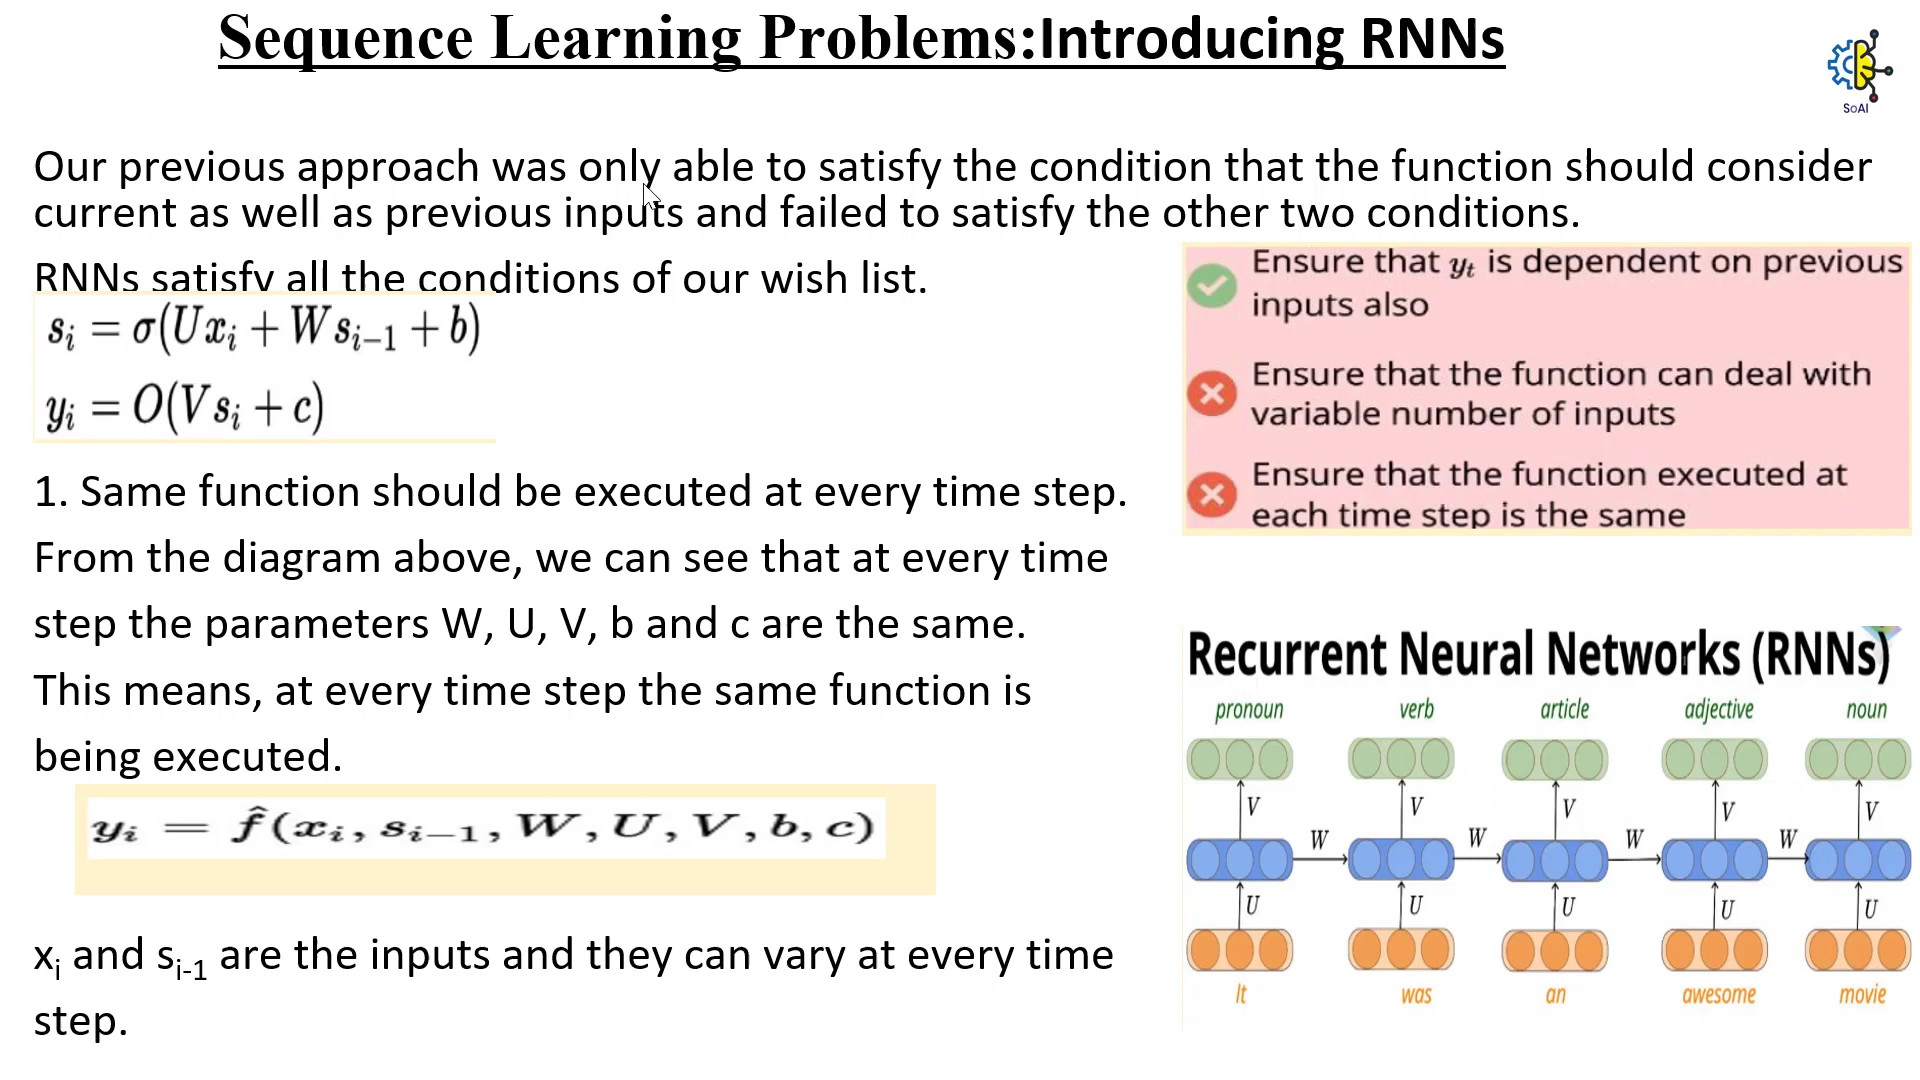 Sequence Learning Problems:Introducing RNNs
SoAI
Our previous approach was only able to satisfy the condition that the function should consider
current as well as previous inputs and failed to satisfy the other two conditions.
RNNs satisfy all the conditions of our wish list.
sᵢ = σ(Uxᵢ + Wsᵢ₋₁ + b)
yᵢ = O(Vsᵢ + c)
1. Same function should be executed at every time step.
From the diagram above, we can see that at every time
step the parameters W, U, V, b and c are the same.
This means, at every time step the same function is
being executed.
yᵢ = f̂(xᵢ, sᵢ₋₁, W, U, V, b, c)
xᵢ and sᵢ₋₁ are the inputs and they can vary at every time
step.
Ensure that yₜ is dependent on previous
inputs also
Ensure that the function can deal with
variable number of inputs
Ensure that the function executed at
each time step is the same
Recurrent Neural Networks (RNNs)
pronoun verb article adjective noun
V V V V V
W W W W
U U U U U
It was an awesome movie